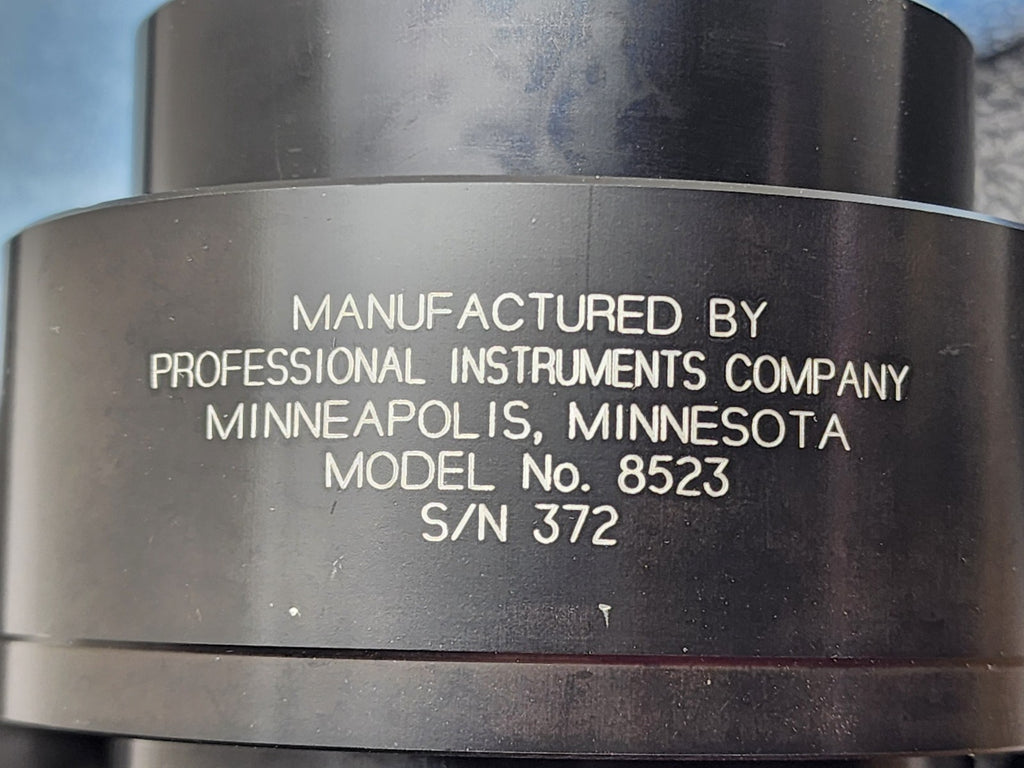 MANUFACTURED BY
PROFESSIONAL INSTRUMENTS COMPANY
MINNEAPOLIS, MINNESOTA
MODEL No. 8523
S/N 372